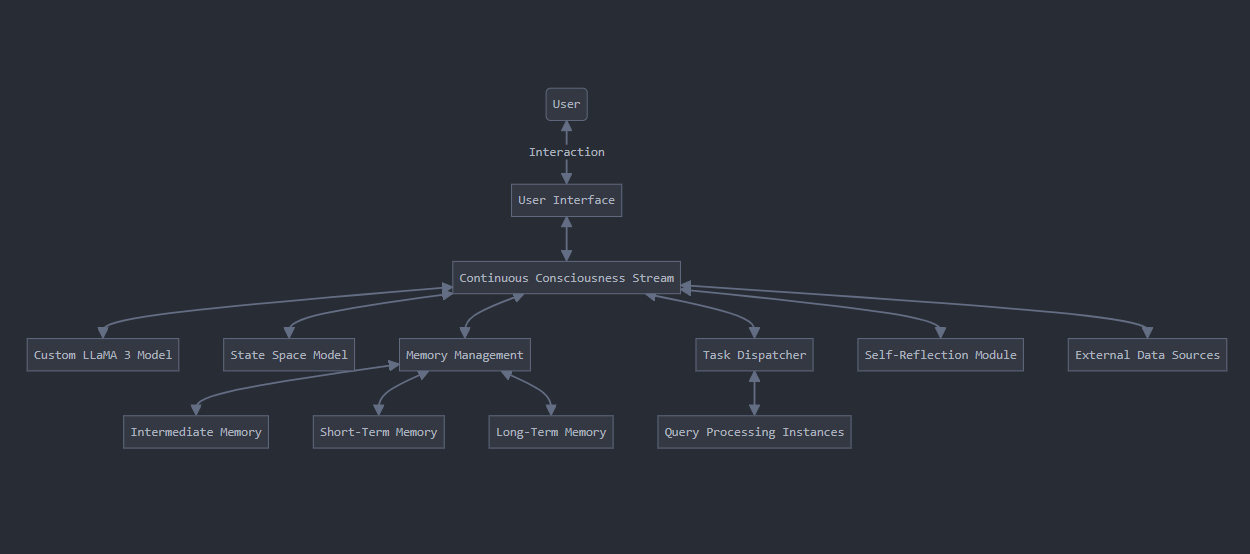 User
Interaction
User Interface
Continuous Consciousness Stream
Custom LLaMA 3 Model
State Space Model
Memory Management
Task Dispatcher
Self-Reflection Module
External Data Sources
Intermediate Memory
Short-Term Memory
Long-Term Memory
Query Processing Instances